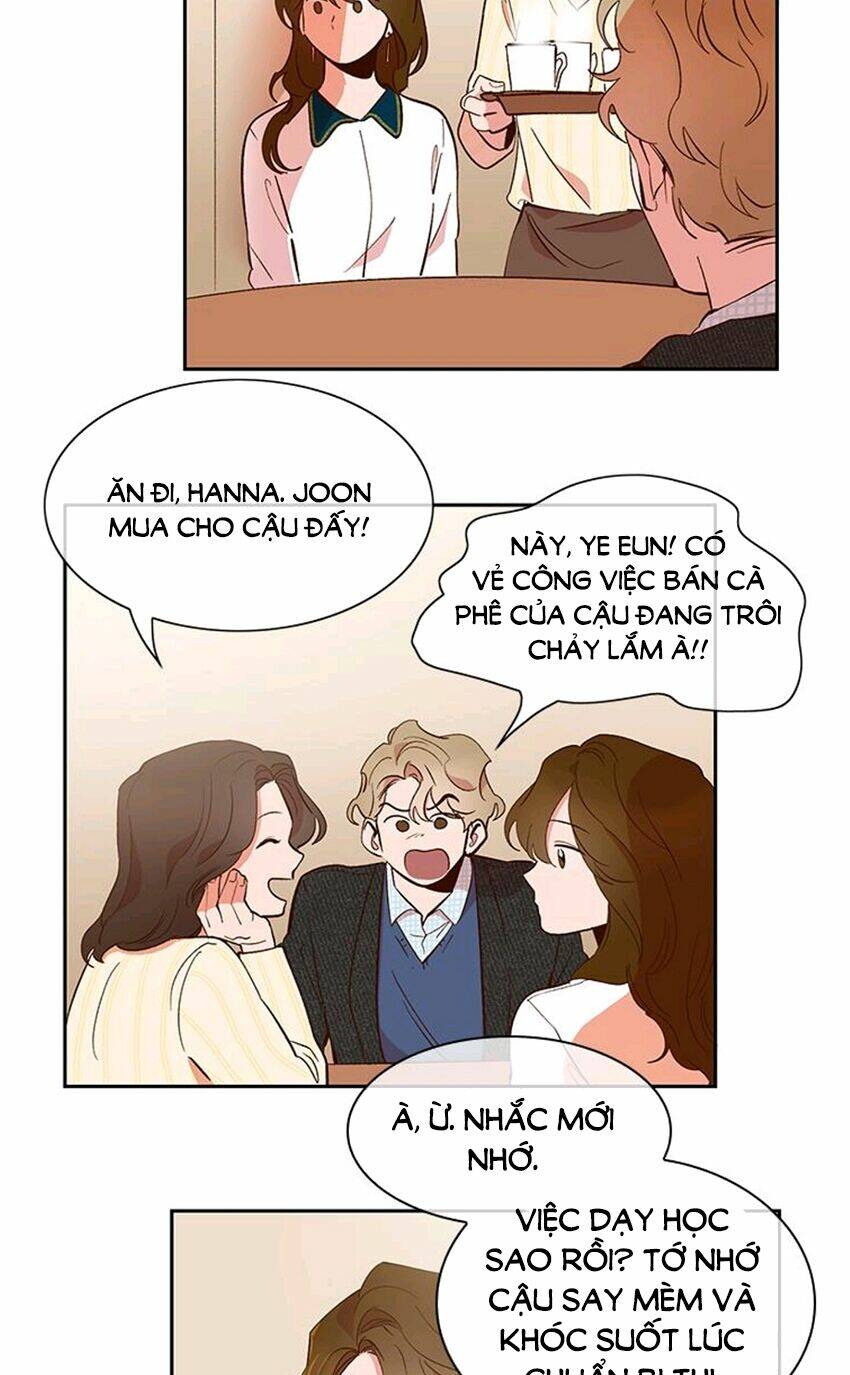 ĂN ĐI, HANNA. JOON
MUA CHO CẬU ĐẤY!
NÀY, YE EUN! CÓ
VẺ CÔNG VIỆC BÁN CÀ
PHÊ CỦA CẬU ĐANG TRÔI
CHẢY LẮM À!!
À, Ừ. NHẮC MỚI
NHỚ.
VIỆC DẠY HỌC
SAO RỒI? TỚ NHỚ
CẬU SAY MÈM VÀ
KHÓC SUỐT LÚC